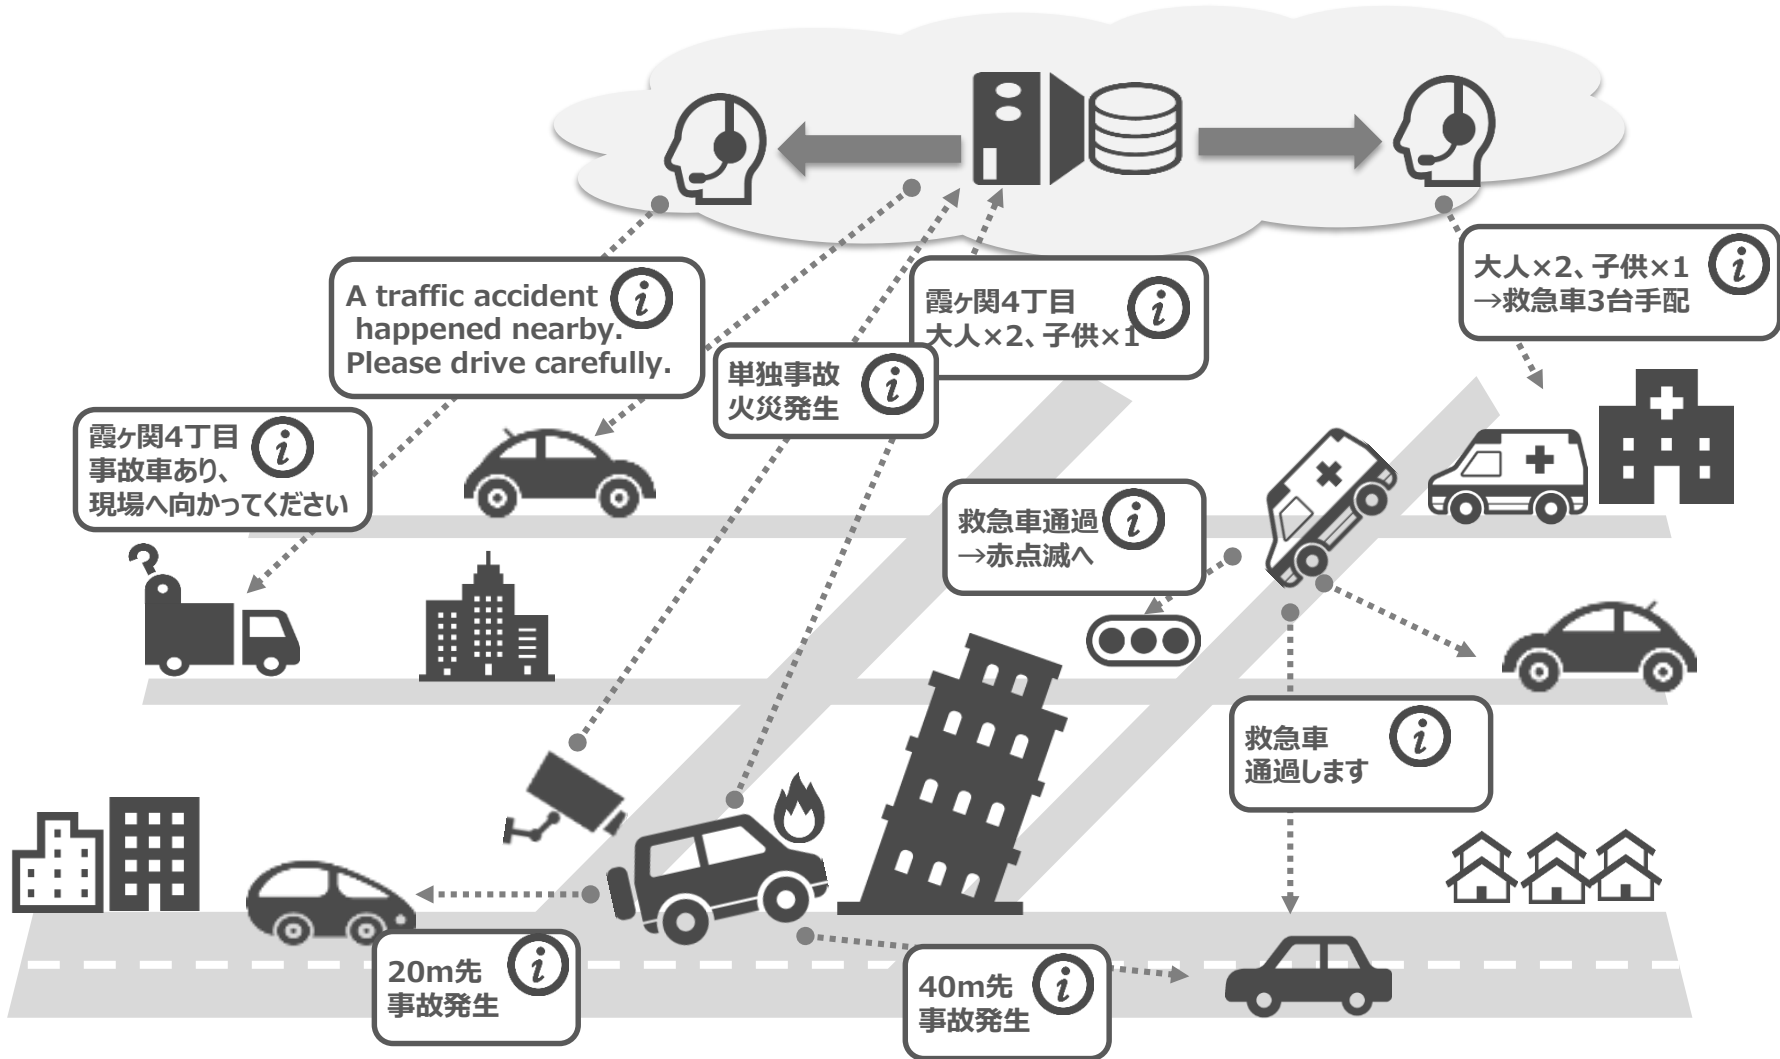 大人×2、子供×1
→救急車3台手配
A traffic accident
happened nearby.
Please drive carefully.
霞ヶ関4丁目
大人×2、子供×1
単独事故
火災発生
霞ヶ関4丁目
事故車あり、
現場へ向かってください
救急車通過
→赤点滅へ
救急車
通過します
20m先
事故発生
40m先
事故発生